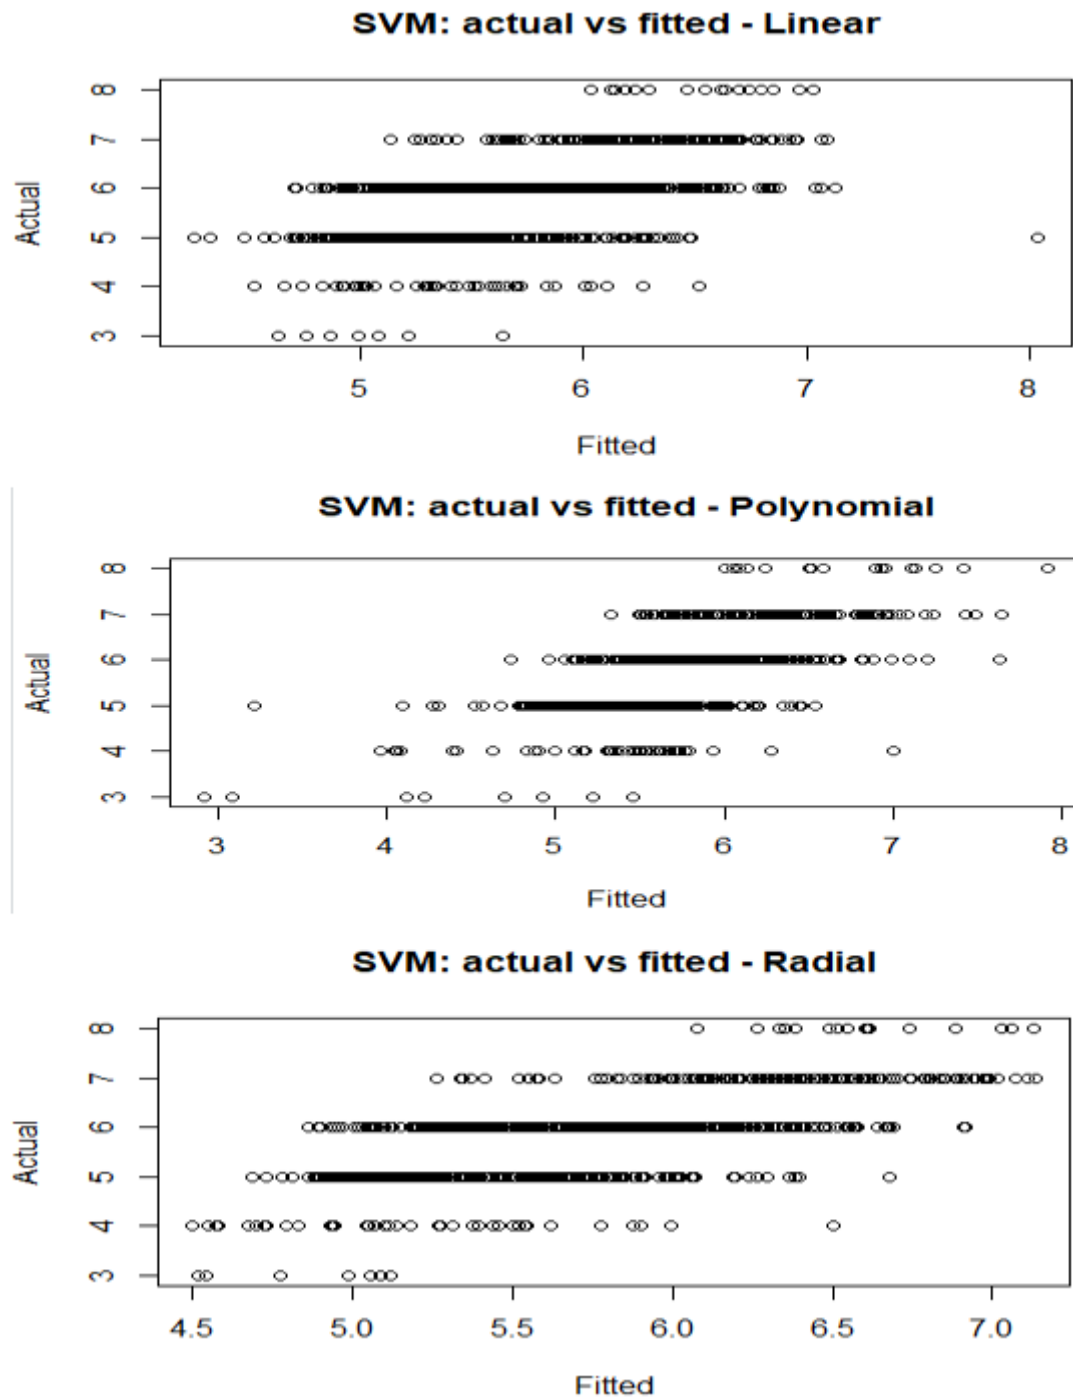 SVM: actual vs fitted - Linear
8
7
6
5
4
3
Actual
5 6 7 8
Fitted
SVM: actual vs fitted - Polynomial
8
7
6
5
4
3
Actual
3 4 5 6 7 8
Fitted
SVM: actual vs fitted - Radial
8
7
6
5
4
3
Actual
4.5 5.0 5.5 6.0 6.5 7.0
Fitted